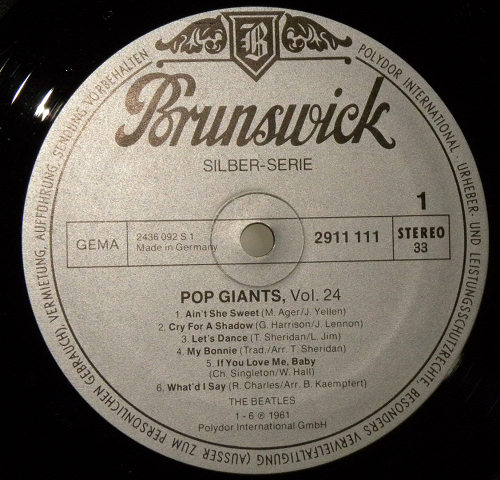 B
Brunswick
SILBER-SERIE
1
GEMA
2436 092 S 1
Made in Germany
2911 111
STEREO
33
POP GIANTS, Vol. 24
1. Ain't She Sweet (M. Ager/J. Yellen)
2. Cry For A Shadow (G. Harrison/J. Lennon)
3. Let's Dance (T. Sheridan/L. Jim)
4. My Bonnie (Trad./Arr. T. Sheridan)
5. If You Love Me, Baby
(Ch. Singleton/W. Hall)
6. What'd I Say (R. Charles/Arr. B. Kaempfert)
THE BEATLES
1 - 6 ℗ 1961
Polydor International GmbH
POLYDOR INTERNATIONAL · URHEBER- UND LEISTUNGSSCHUTZRECHTE, BESONDERS VERVIELFÄLTIGUNG (AUSSER ZUM PERSÖNLICHEN GEBRAUCH), VERMIETUNG, AUFFÜHRUNG, SENDUNG VORBEHALTEN